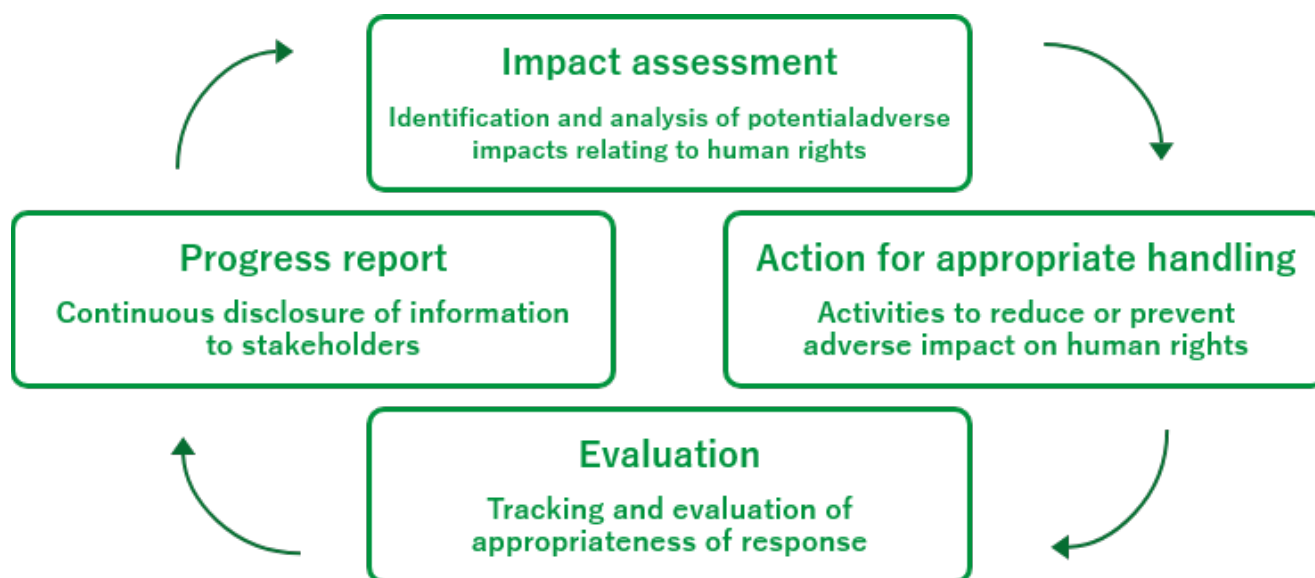 Impact assessment
Identification and analysis of potentialadverse
impacts relating to human rights
Progress report
Continuous disclosure of information
to stakeholders
Action for appropriate handling
Activities to reduce or prevent
adverse impact on human rights
Evaluation
Tracking and evaluation of
appropriateness of response